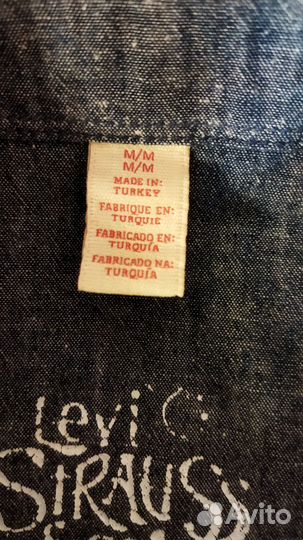 M/M
M/M
MADE IN:
TURKEY
FABRIQUE EN:
TURQUIE
FABRICADO EN:
TURQUÍA
FABRICADO NA:
TURQUIA
Levi
STRAUSS
Avito